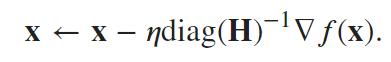 x ← x − ηdiag(H)⁻¹∇f(x).